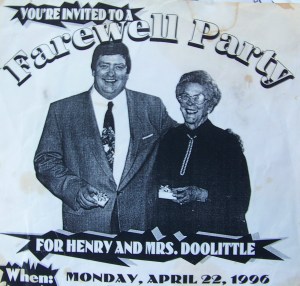 YOU'RE INVITED TO A
Farewell Party
FOR HENRY AND MRS. DOOLITTLE
When: MONDAY, APRIL 22, 1996